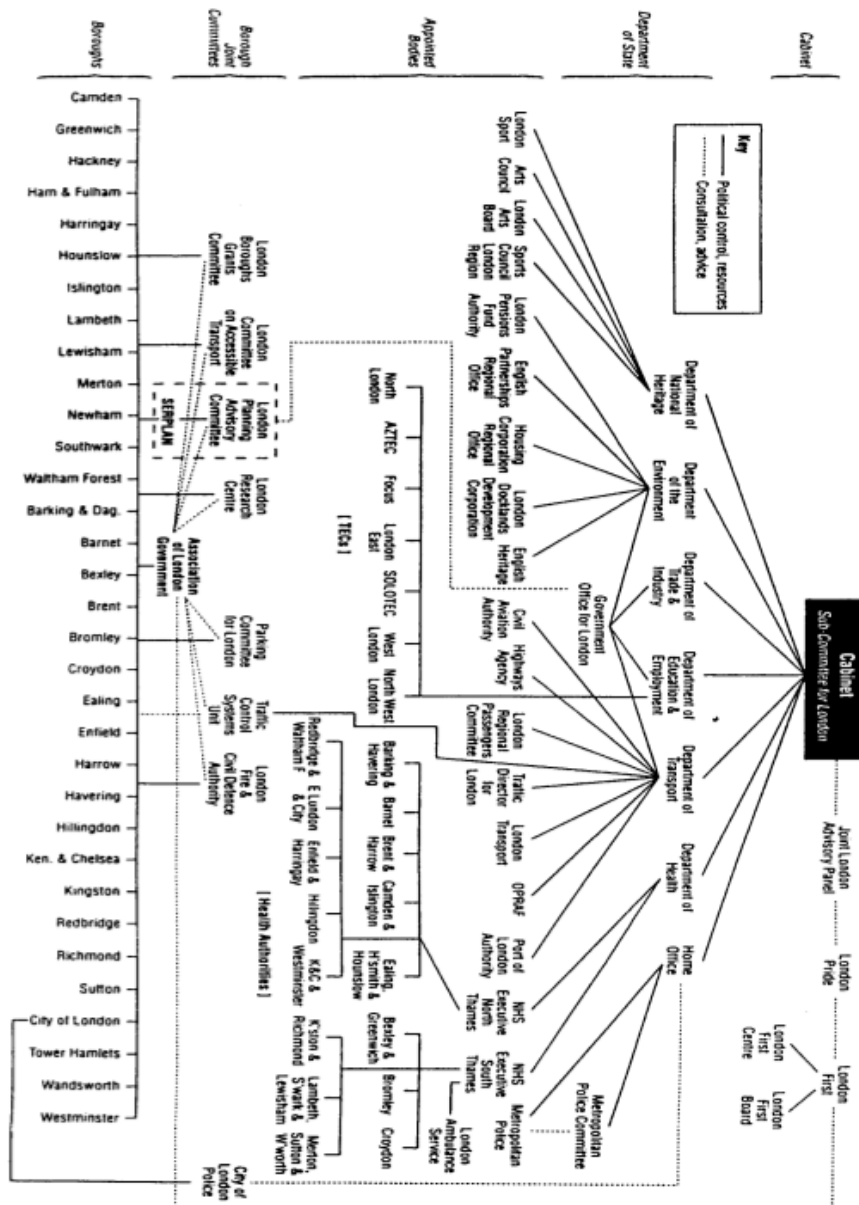 Cabinet
Sub-Committee for London
Joint London
Advisory Panel
London
Pride
London
First
London
First
Centre
London
First
Board
Cabinet
Department
of State
Appointed
Bodies
Borough
Joint
Committees
Boroughs
Key
Political control, resources
Consultation, advice
Department of
National
Heritage
Department
of the
Environment
Department of
Trade &
Industry
Department of
Education &
Employment
Department of
Transport
Department of
Health
Home
Office
Government
Office for London
Metropolitan
Police Committee
London
Sport
Arts
Council
London
Arts
Board
Sports
Council
London
Region
London
Pensions
Fund
Authority
English
Partnerships
Regional
Office
Housing
Corporation
Regional
Office
London
Docklands
Development
Corporation
English
Heritage
Civil
Aviation
Authority
Highways
Agency
London
Regional
Passengers
Committee
Traffic
Director
for
London
London
Transport
OPRAF
Port of
London
Authority
NHS
Executive
North
Thames
NHS
Executive
South
Thames
Metropolitan
Police
London
Ambulance
Service
North
London
AZTEC
Focus
London
East
SOLOTEC
West
London
North West
London
[ TECs ]
Barking &
Havering
Barnet
Brent &
Harrow
Camden &
Islington
Ealing,
H'smith &
Hounslow
Bexley &
Greenwich
Bromley
Croydon
Redbridge &
Waltham F
E London
& City
Enfield &
Harringay
Hillingdon
K&C &
Westminster
K'ston &
Richmond
Lambeth,
S'wark &
Lewisham
Merton,
Sutton &
W'worth
[ Health Authorities ]
London
Boroughs
Grants
Committee
London
Committee
on Accessible
Transport
London
Planning
Advisory
Committee
SERPLAN
London
Research
Centre
Association
of London
Government
Parking
Committee
for London
Traffic
Control
Systems
Unit
London
Fire &
Civil Defence
Authority
City of
London
Police
Camden
Greenwich
Hackney
Ham & Fulham
Harringay
Hounslow
Islington
Lambeth
Lewisham
Merton
Newham
Southwark
Waltham Forest
Barking & Dag.
Barnet
Bexley
Brent
Bromley
Croydon
Ealing
Enfield
Harrow
Havering
Hillingdon
Ken. & Chelsea
Kingston
Redbridge
Richmond
Sutton
City of London
Tower Hamlets
Wandsworth
Westminster